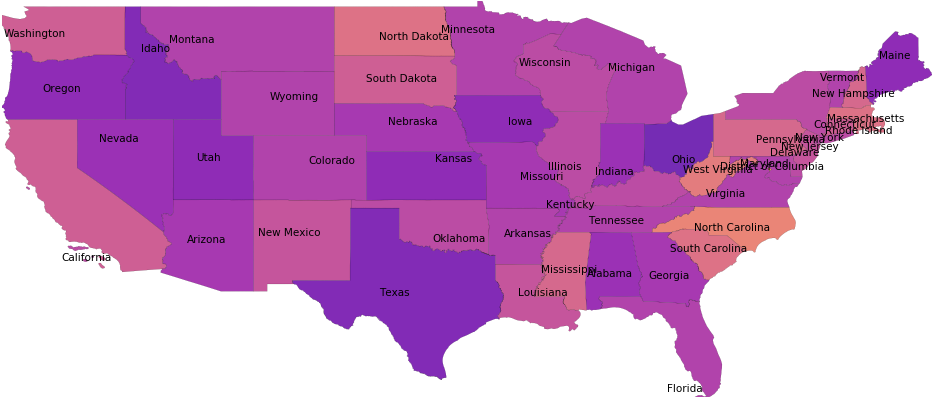 Washington
Montana
Idaho
North Dakota
Minnesota
Oregon
South Dakota
Wyoming
Wisconsin
Michigan
Maine
Vermont
New Hampshire
Nevada
Nebraska
Iowa
Massachusetts
Connecticut
Rhode Island
Utah
Colorado
Kansas
Illinois
Missouri
Indiana
Ohio
Pennsylvania
New York
New Jersey
Delaware
Maryland
District of Columbia
West Virginia
Virginia
Kentucky
California
Arizona
New Mexico
Oklahoma
Arkansas
Tennessee
North Carolina
South Carolina
Texas
Louisiana
Mississippi
Alabama
Georgia
Florida